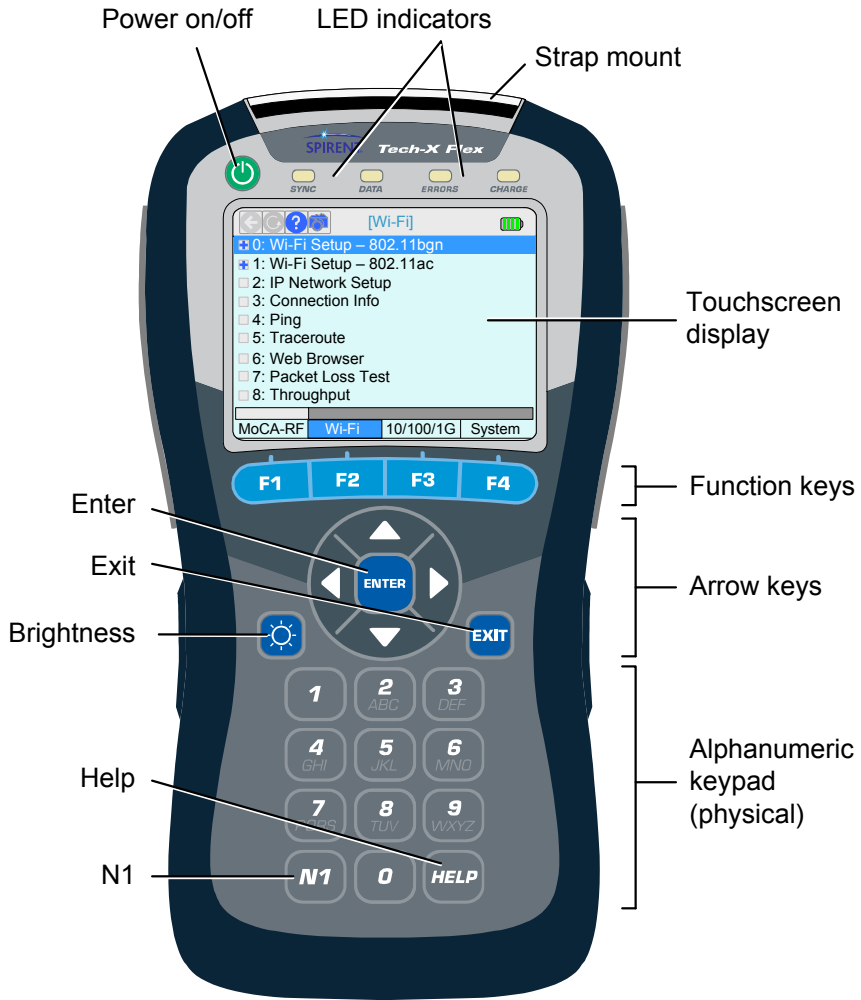 Power on/off
LED indicators
Strap mount
SPIRENT Tech-X Flex
SYNC DATA ERRORS CHARGE
[Wi-Fi]
0: Wi-Fi Setup – 802.11bgn
1: Wi-Fi Setup – 802.11ac
2: IP Network Setup
3: Connection Info
4: Ping
5: Traceroute
6: Web Browser
7: Packet Loss Test
8: Throughput
MoCA-RF Wi-Fi 10/100/1G System
Touchscreen
display
F1 F2 F3 F4
Function keys
Enter
Exit
Brightness
ENTER
EXIT
Arrow keys
1 2 3
ABC DEF
4 5 6
GHI JKL MNO
7 8 9
PQRS TUV WXYZ
N1 0 HELP
Help
N1
Alphanumeric
keypad
(physical)